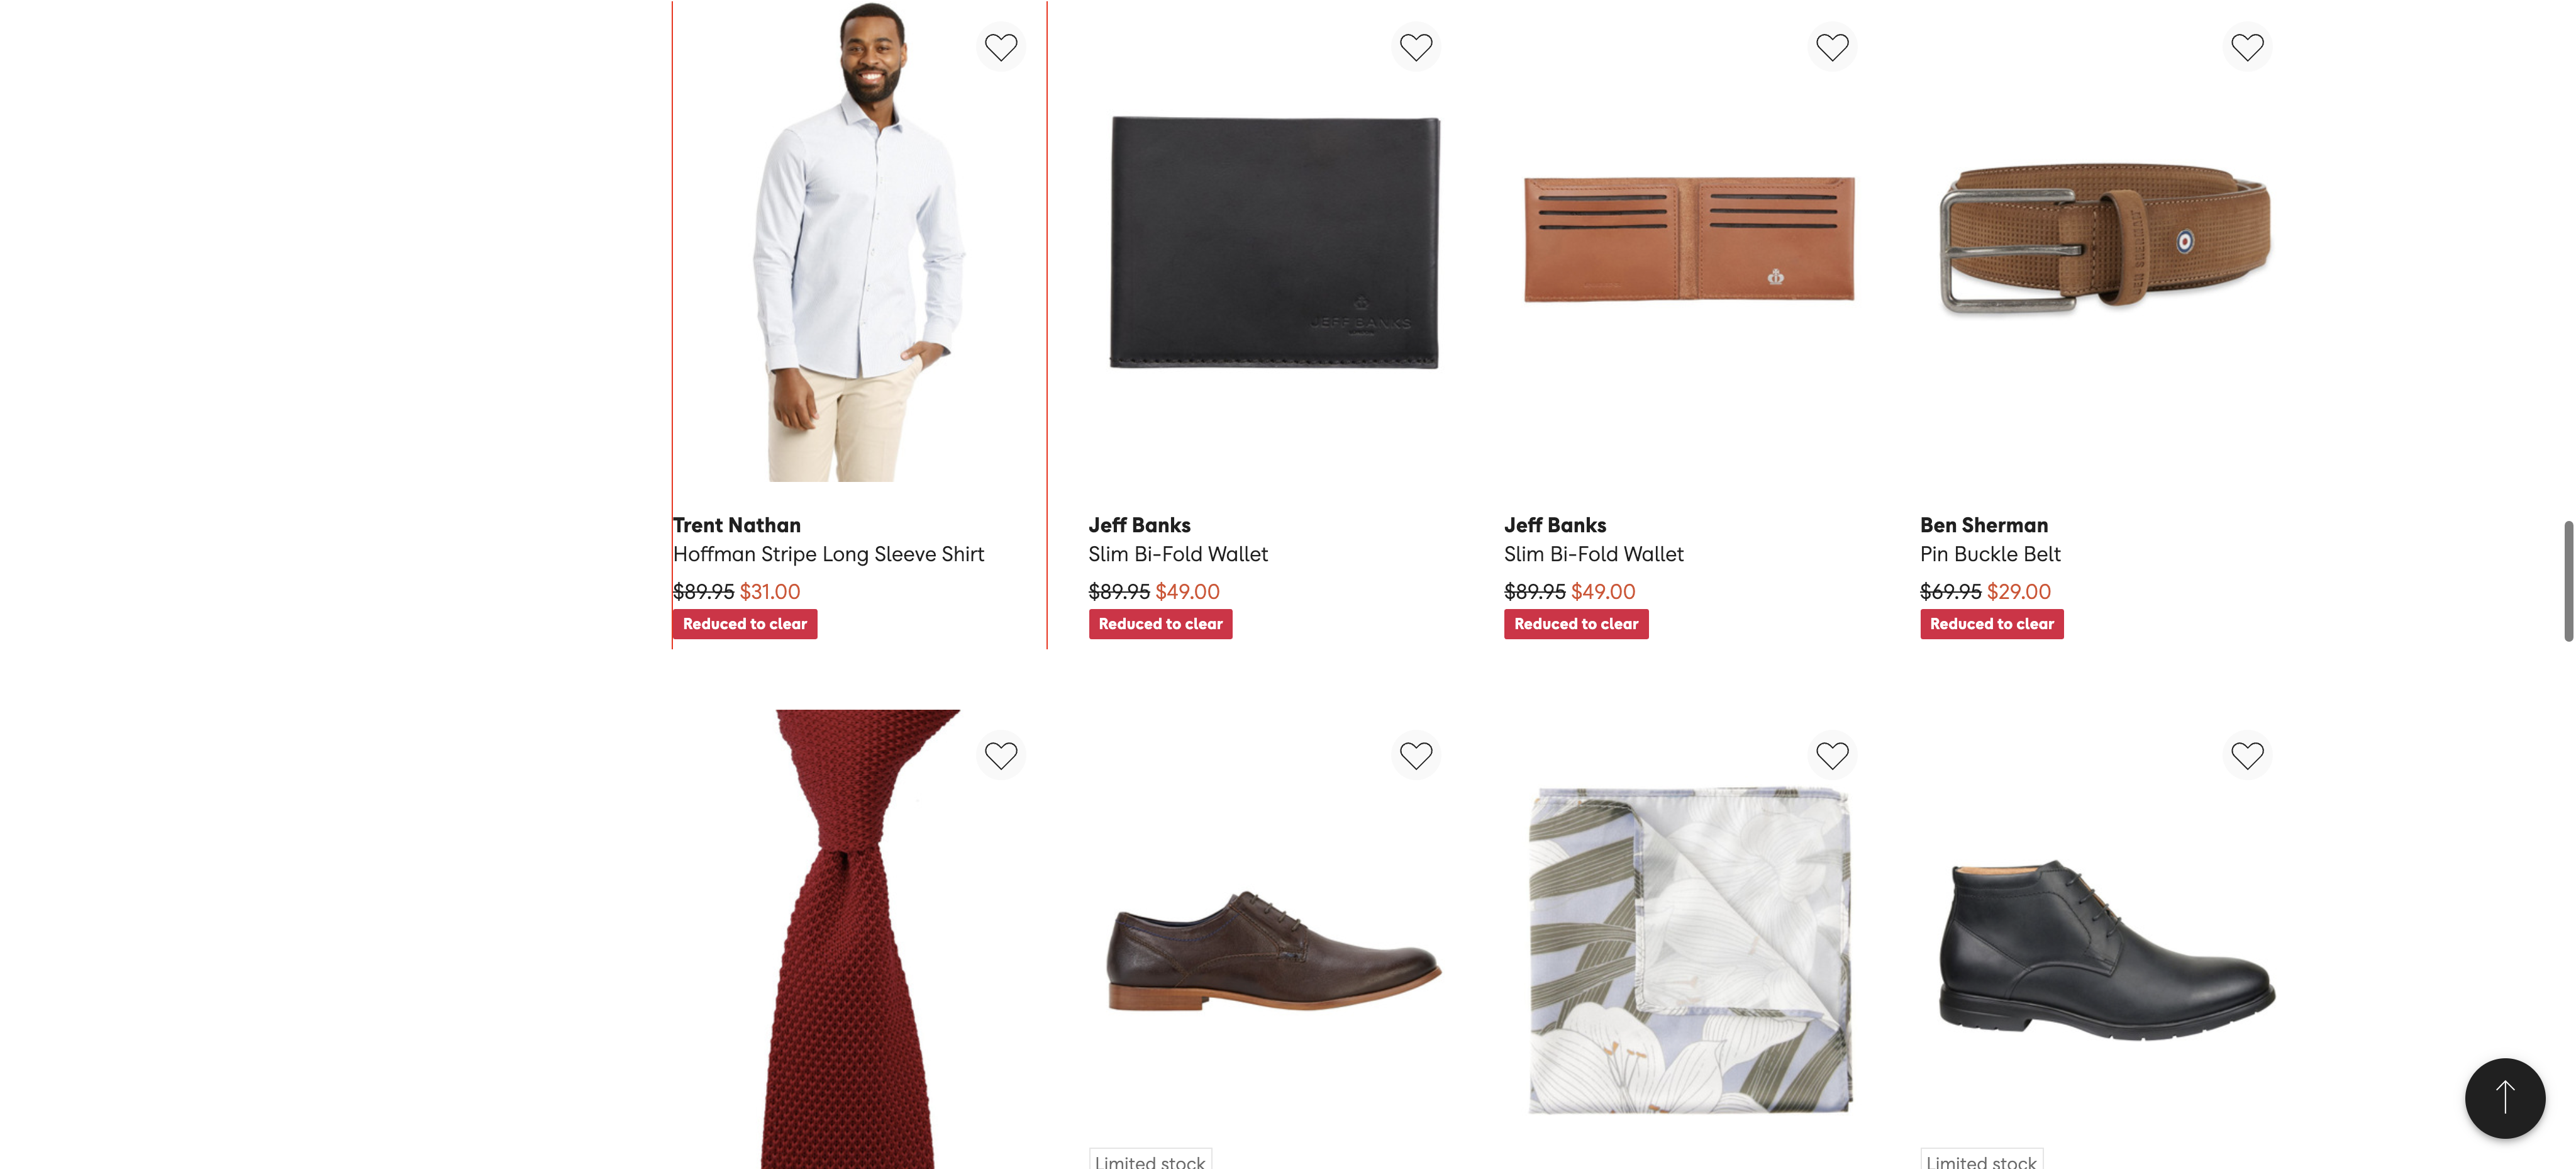 JEFF BANKS
BEN SHERMAN
Trent Nathan
Hoffman Stripe Long Sleeve Shirt
$89.95 $31.00
Reduced to clear
Jeff Banks
Slim Bi-Fold Wallet
$89.95 $49.00
Reduced to clear
Jeff Banks
Slim Bi-Fold Wallet
$89.95 $49.00
Reduced to clear
Ben Sherman
Pin Buckle Belt
$69.95 $29.00
Reduced to clear
Limited stock
Limited stock